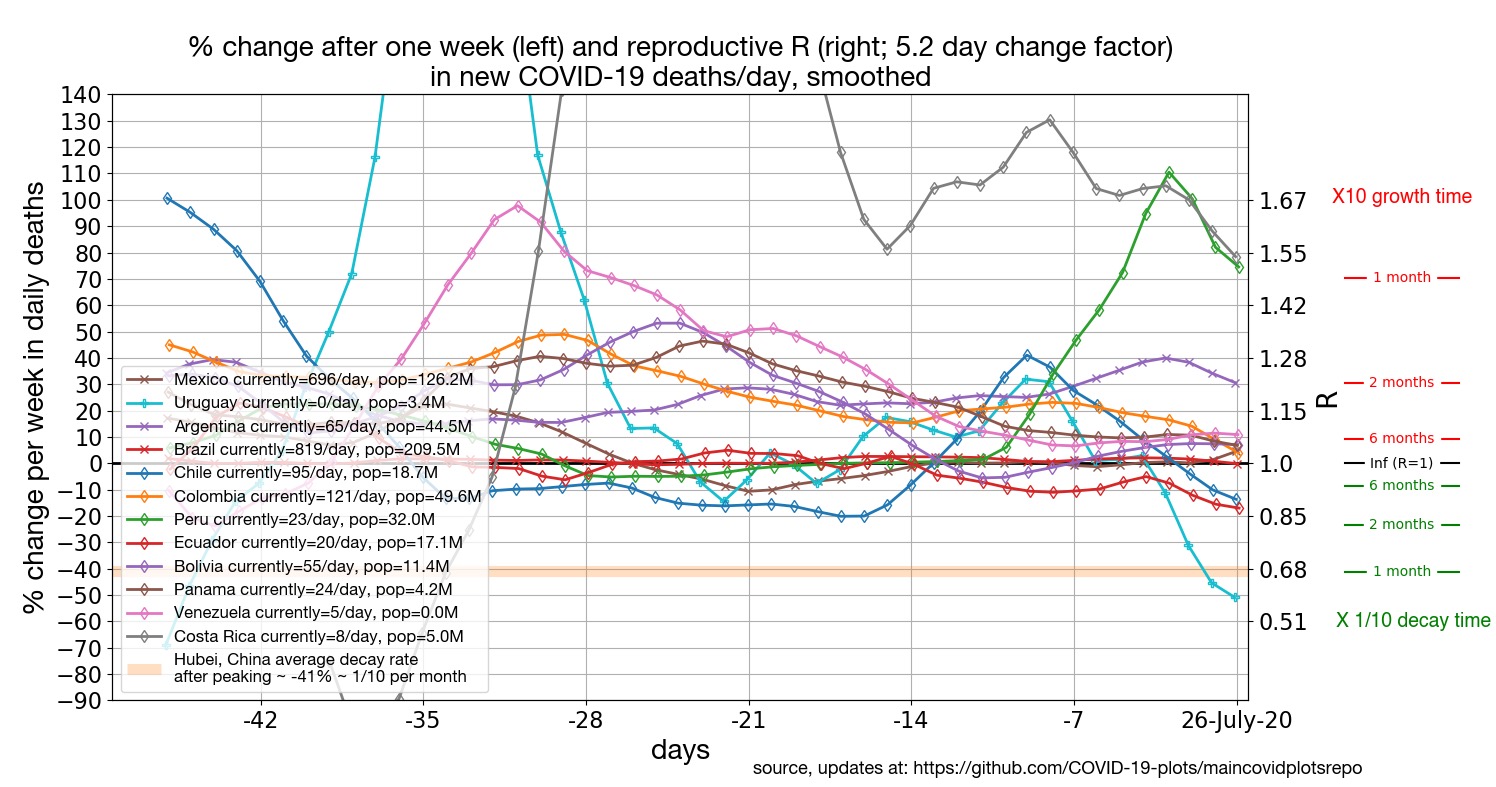 % change after one week (left) and reproductive R (right; 5.2 day change factor)
in new COVID-19 deaths/day, smoothed
% change per week in daily deaths
140
130
120
110
100
90
80
70
60
50
40
30
20
10
0
−10
−20
−30
−40
−50
−60
−70
−80
−90
Mexico currently=696/day, pop=126.2M
Uruguay currently=0/day, pop=3.4M
Argentina currently=65/day, pop=44.5M
Brazil currently=819/day, pop=209.5M
Chile currently=95/day, pop=18.7M
Colombia currently=121/day, pop=49.6M
Peru currently=23/day, pop=32.0M
Ecuador currently=20/day, pop=17.1M
Bolivia currently=55/day, pop=11.4M
Panama currently=24/day, pop=4.2M
Venezuela currently=5/day, pop=0.0M
Costa Rica currently=8/day, pop=5.0M
Hubei, China average decay rate
after peaking ~ -41% ~ 1/10 per month
-42
-35
-28
-21
-14
-7
26-July-20
days
1.67
1.55
1.42
1.28
1.15
1.0
0.85
0.68
0.51
R
X10 growth time
1 month
2 months
6 months
Inf (R=1)
6 months
2 months
1 month
X 1/10 decay time
source, updates at: https://github.com/COVID-19-plots/maincovidplotsrepo